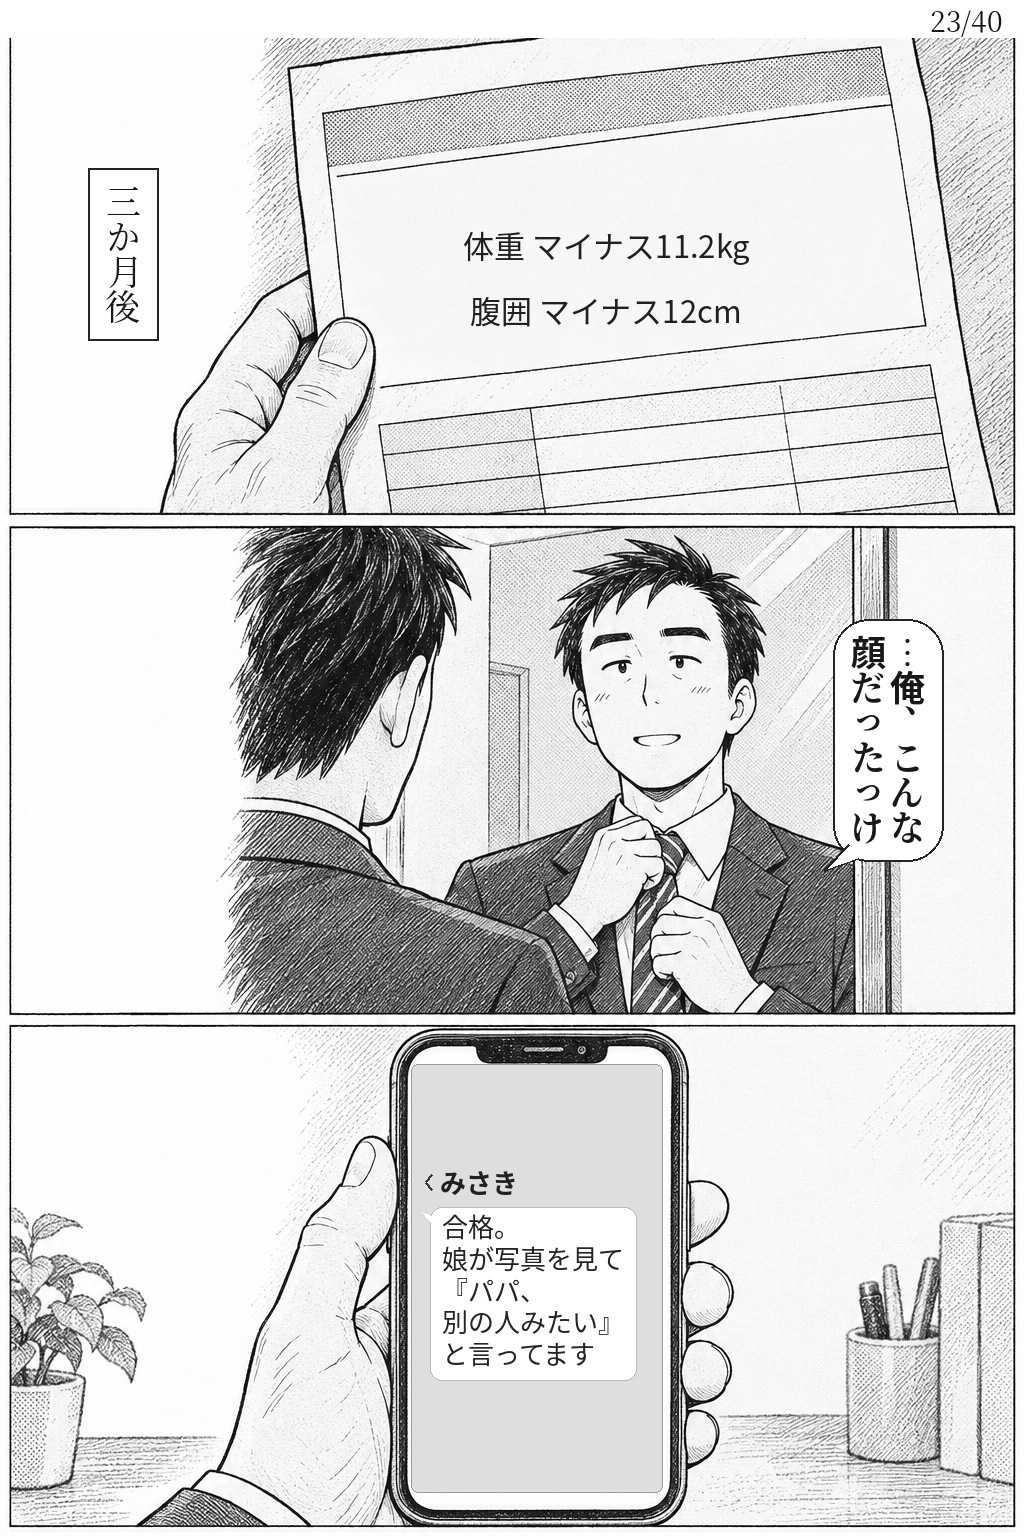 23/40
三か月後
体重 マイナス11.2kg
腹囲 マイナス12cm
…俺、こんな
顔だったっけ
みさき
合格。
娘が写真を見て
『パパ、
別の人みたい』
と言ってます